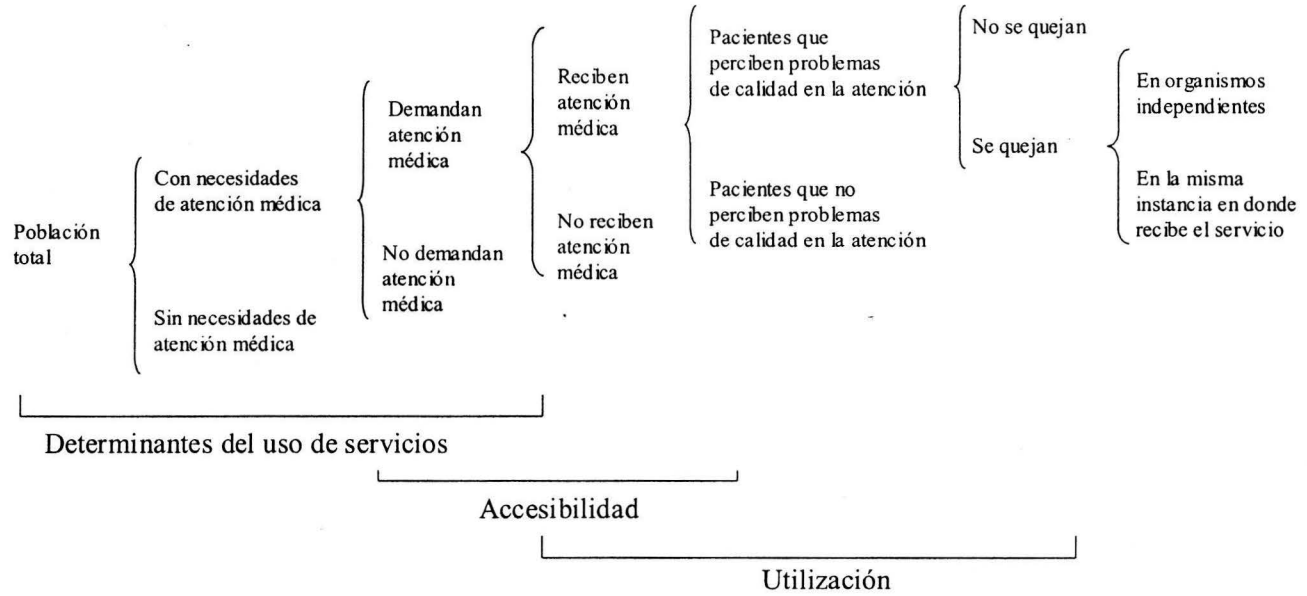 Población
total
Con necesidades
de atención médica
Sin necesidades de
atención médica
Demandan
atención
médica
No demandan
atención
médica
Reciben
atención
médica
No reciben
atención
médica
Pacientes que
perciben problemas
de calidad en la atención
Pacientes que no
perciben problemas
de calidad en la atención
No se quejan
Se quejan
En organismos
independientes
En la misma
instancia en donde
recibe el servicio
Determinantes del uso de servicios
Accesibilidad
Utilización